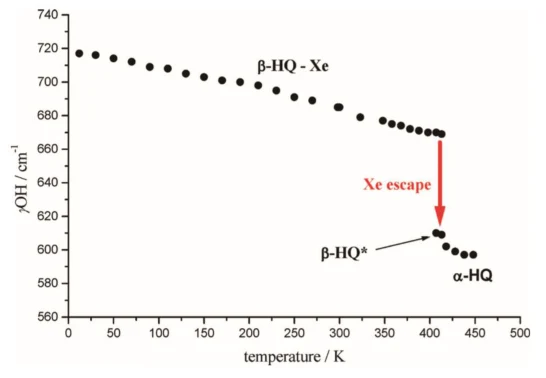 740
720
700
680
660
640
620
600
580
560
γOH / cm⁻¹
β-HQ - Xe
Xe escape
β-HQ*
α-HQ
0 50 100 150 200 250 300 350 400 450 500
temperature / K